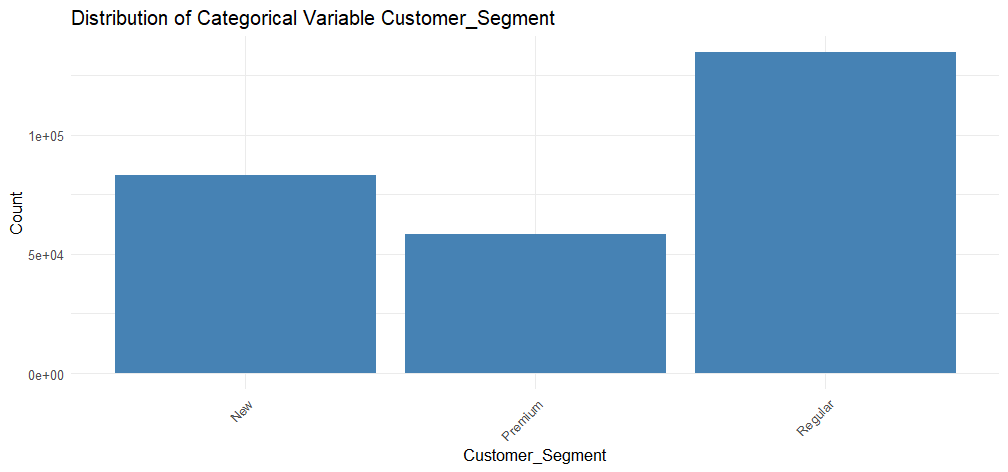 Distribution of Categorical Variable Customer_Segment
Count
1e+05
5e+04
0e+00
New
Premium
Regular
Customer_Segment